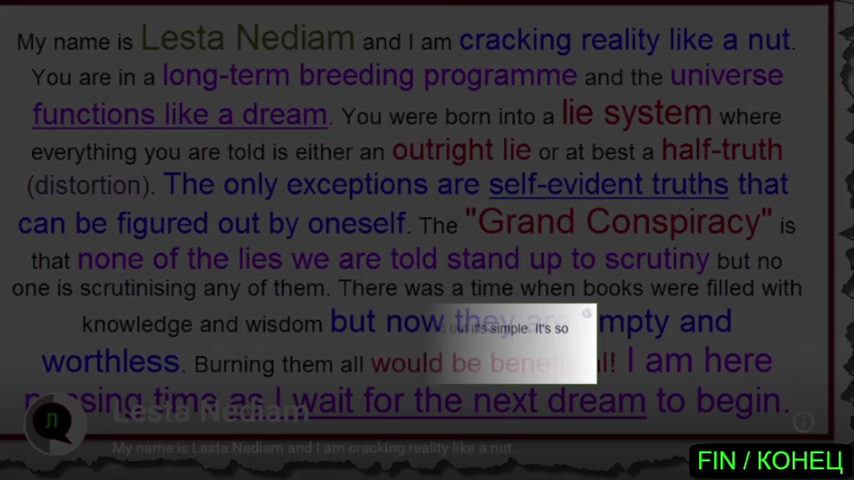 My name is Lesta Nediam and I am cracking reality like a nut.
You are in a long-term breeding programme and the universe
functions like a dream. You were born into a lie system where
everything you are told is either an outright lie or at best a half-truth
(distortion). The only exceptions are self-evident truths that
can be figured out by oneself. The "Grand Conspiracy" is
that none of the lies we are told stand up to scrutiny but no
one is scrutinising any of them. There was a time when books were filled with
knowledge and wisdom but now they are empty and
but it's simple. It's so
worthless. Burning them all would be beneficial! I am here
passing time as I wait for the next dream to begin.
Л
Lesta Nediam
My name is Lesta Nediam and I am cracking reality like a nut.
FIN / КОНЕЦ